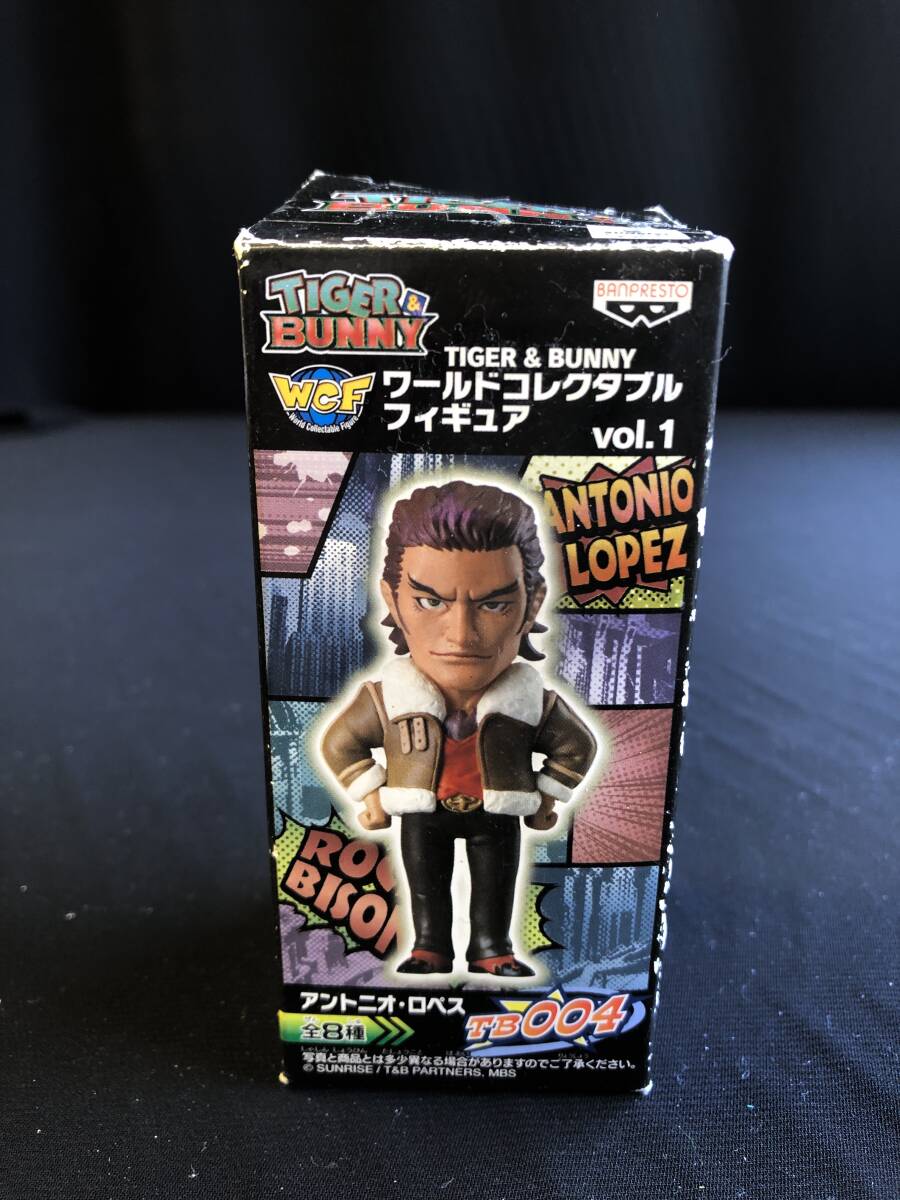 TIGER &
BUNNY
BANPRESTO
TIGER & BUNNY
WCF
World Collectable Figure
ワールドコレクタブル
フィギュア
vol.1
ANTONIO
LOPEZ
ROC
BISON
アントニオ・ロペス
全8種
TB004
写真と商品とは多少異なる場合がありますのでご了承ください。
© SUNRISE / T&B PARTNERS, MBS